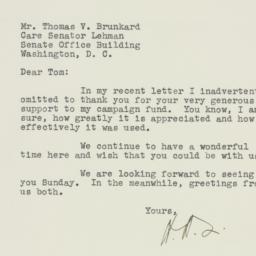 Mr. Thomas V. Brunkard
Care Senator Lehman
Senate Office Building
Washington, D. C.
Dear Tom:
In my recent letter I inadverten
omitted to thank you for your very generous
support to my campaign fund. You know, I am
sure, how greatly it is appreciated and how
effectively it was used.
We continue to have a wonderful
time here and wish that you could be with us
We are looking forward to seeing
you Sunday. In the meanwhile, greetings fro
us both.
Yours,
H.H.L.